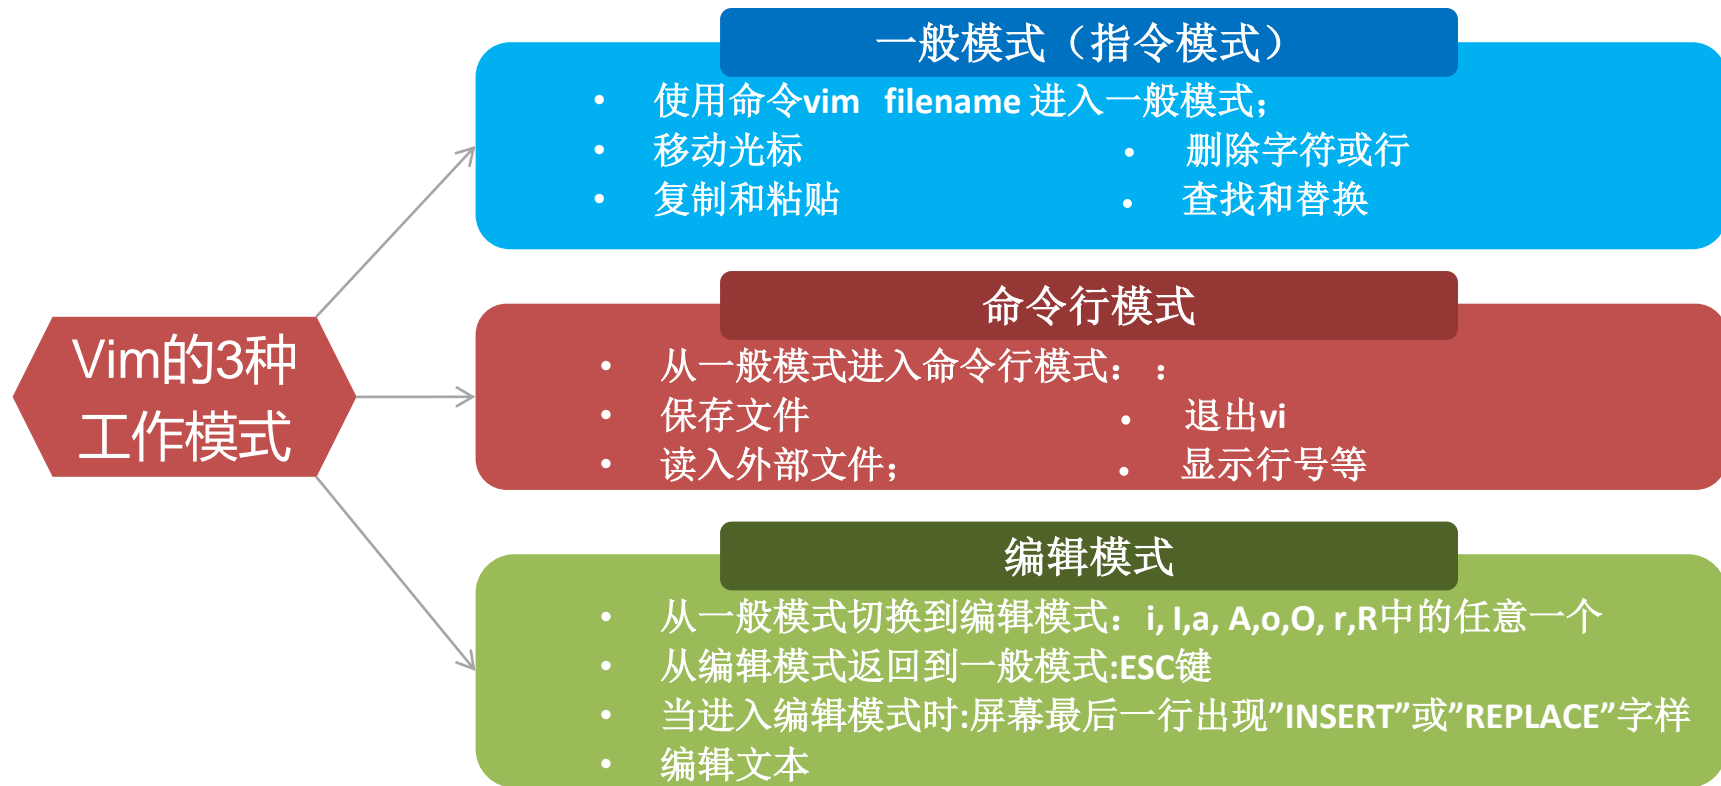 Vim的3种
工作模式
一般模式（指令模式）
• 使用命令vim filename 进入一般模式；
• 移动光标 • 删除字符或行
• 复制和粘贴 • 查找和替换
命令行模式
• 从一般模式进入命令行模式： ：
• 保存文件 • 退出vi
• 读入外部文件； • 显示行号等
编辑模式
• 从一般模式切换到编辑模式：i, I,a, A,o,O, r,R中的任意一个
• 从编辑模式返回到一般模式:ESC键
• 当进入编辑模式时:屏幕最后一行出现”INSERT”或”REPLACE”字样
• 编辑文本